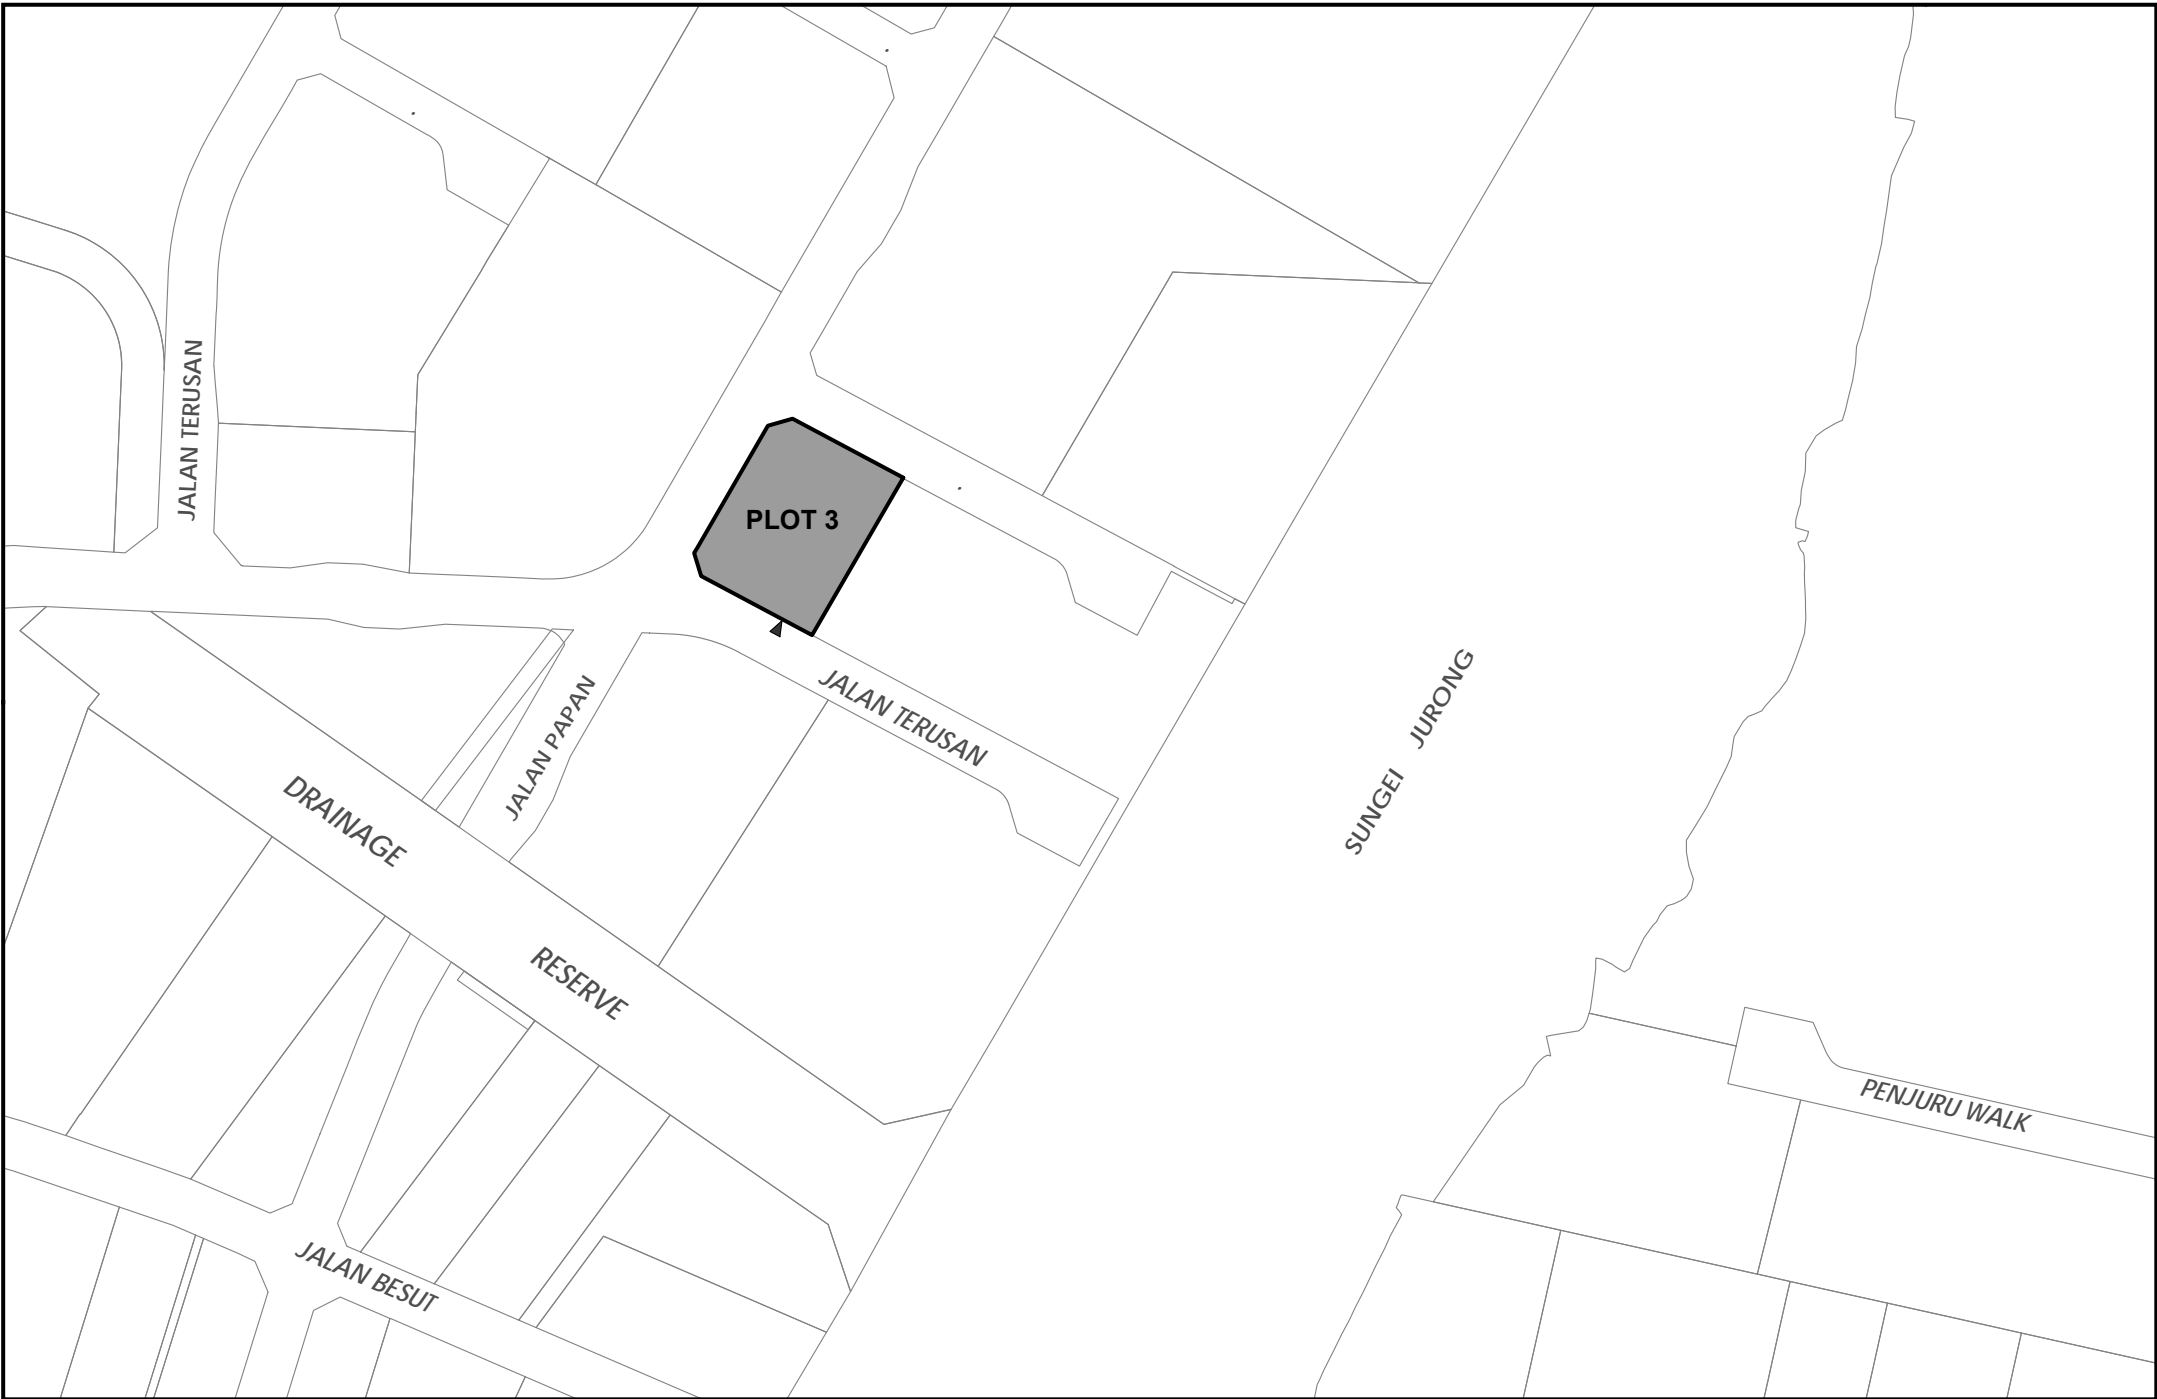 JALAN TERUSAN
PLOT 3
JALAN PAPAN
JALAN TERUSAN
SUNGEI JURONG
DRAINAGE
RESERVE
PENJURU WALK
JALAN BESUT